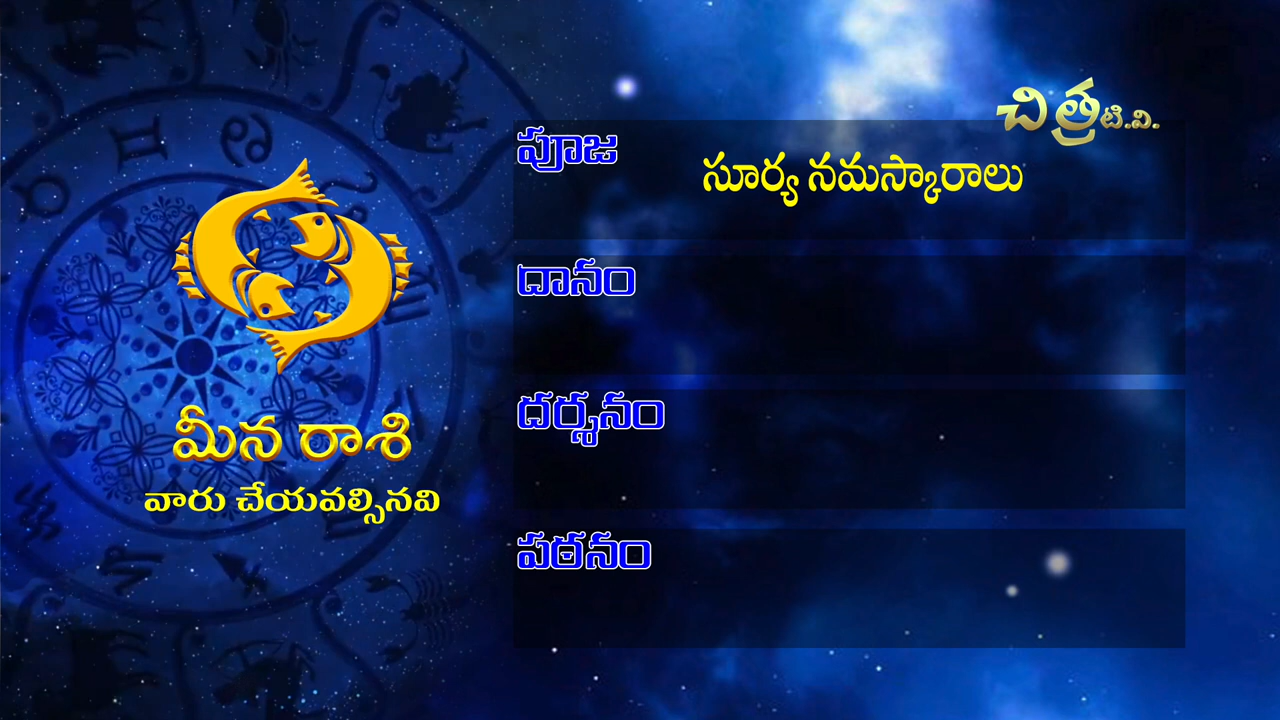 చిత్ర టి.వి.
పూజ
సూర్య నమస్కారాలు
దానం
దర్శనం
పఠనం
మీన రాశి
వారు చేయవల్సినవి